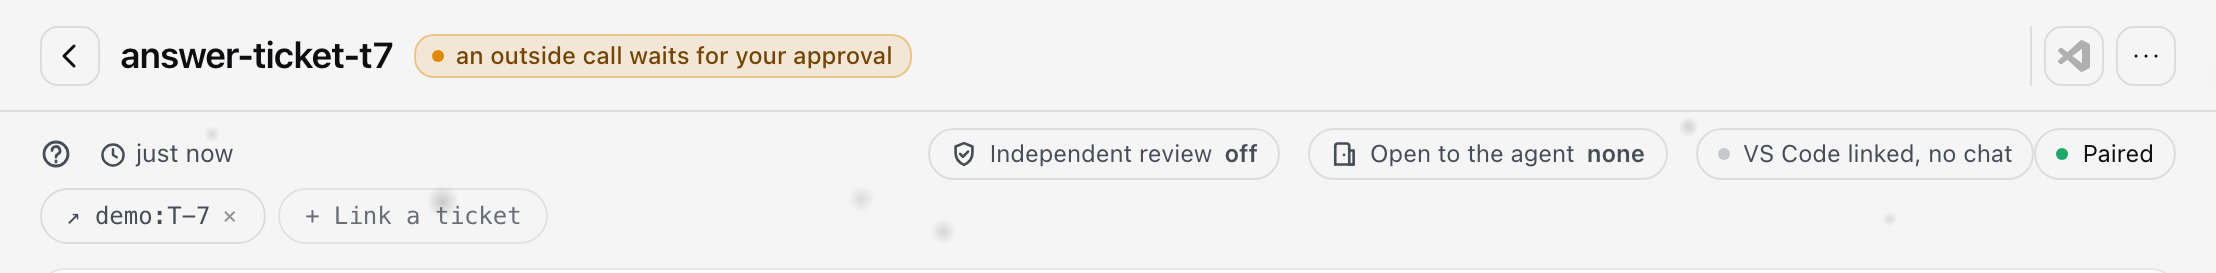 answer-ticket-t7 an outside call waits for your approval ...
just now Independent review off Open to the agent none VS Code linked, no chat Paired
↗ demo:T-7 × + Link a ticket